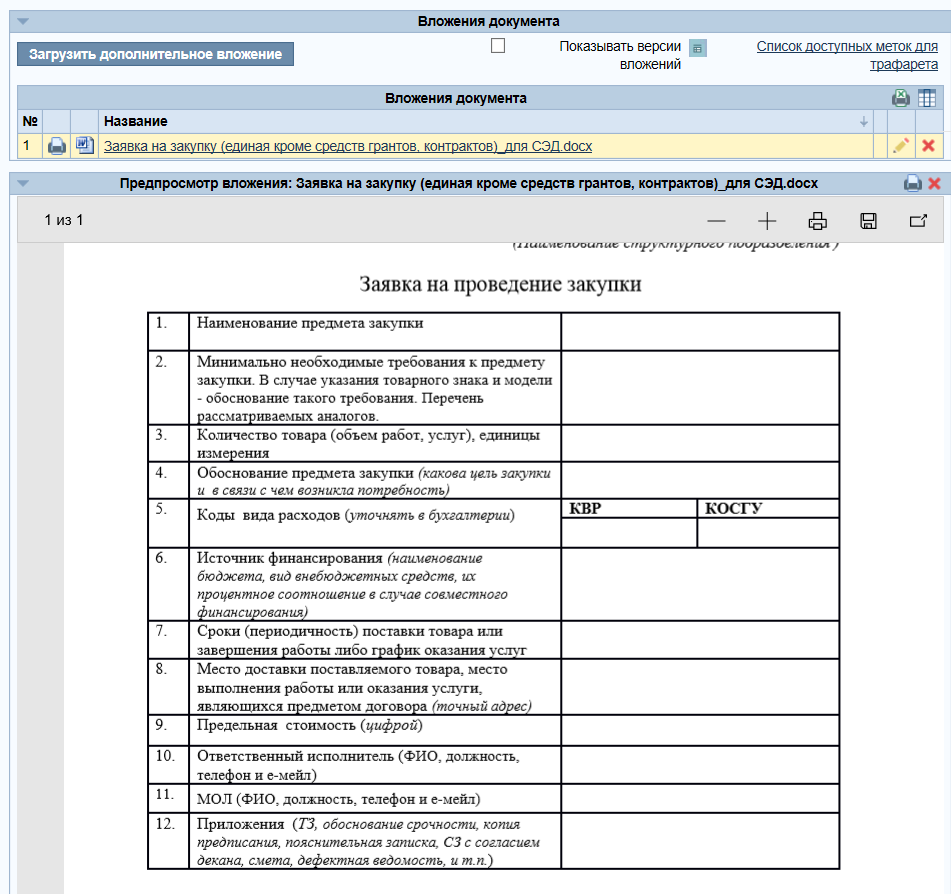 Вложения документа
Загрузить дополнительное вложение
Показывать версии
вложений
Список доступных меток для
трафарета
Вложения документа
№ Название
1 Заявка на закупку (единая кроме средств грантов, контрактов)_для СЭД.docx
Предпросмотр вложения: Заявка на закупку (единая кроме средств грантов, контрактов)_для СЭД.docx
1 из 1
(Наименование структурного подразделения )
Заявка на проведение закупки
1. Наименование предмета закупки
2. Минимально необходимые требования к предмету
закупки. В случае указания товарного знака и модели
- обоснование такого требования. Перечень
рассматриваемых аналогов.
3. Количество товара (объем работ, услуг), единицы
измерения
4. Обоснование предмета закупки (какова цель закупки
и в связи с чем возникла потребность)
5. Коды вида расходов (уточнять в бухгалтерии) КВР КОСГУ
6. Источник финансирования (наименование
бюджета, вид внебюджетных средств, их
процентное соотношение в случае совместного
финансирования)
7. Сроки (периодичность) поставки товара или
завершения работы либо график оказания услуг
8. Место доставки поставляемого товара, место
выполнения работы или оказания услуги,
являющихся предметом договора (точный адрес)
9. Предельная стоимость (цифрой)
10. Ответственный исполнитель (ФИО, должность,
телефон и е-мейл)
11. МОЛ (ФИО, должность, телефон и е-мейл)
12. Приложения (ТЗ, обоснование срочности, копия
предписания, пояснительная записка, СЗ с согласием
декана, смета, дефектная ведомость, и т.п.)